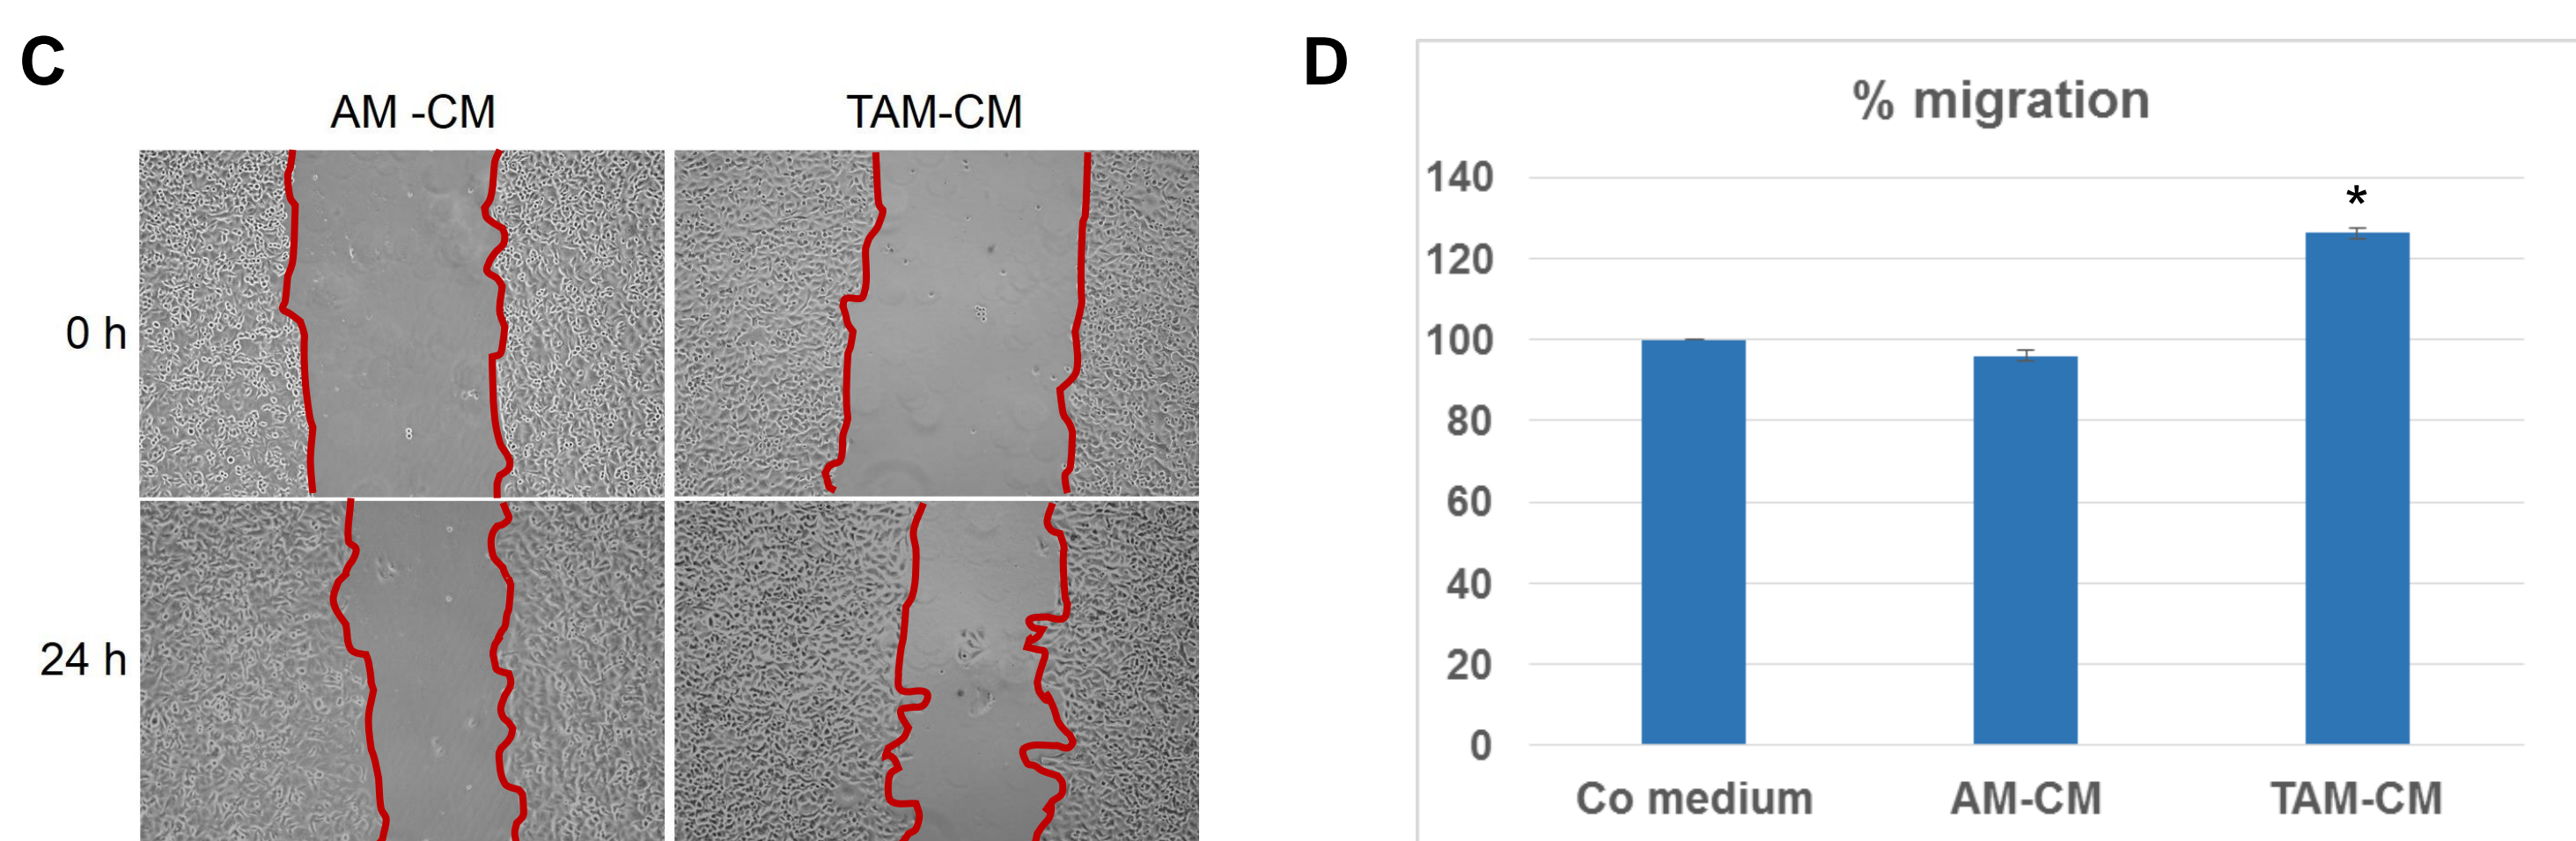 C
AM -CM
TAM-CM
0 h
24 h
D
% migration
140
*
120
100
80
60
40
20
0
Co medium
AM-CM
TAM-CM